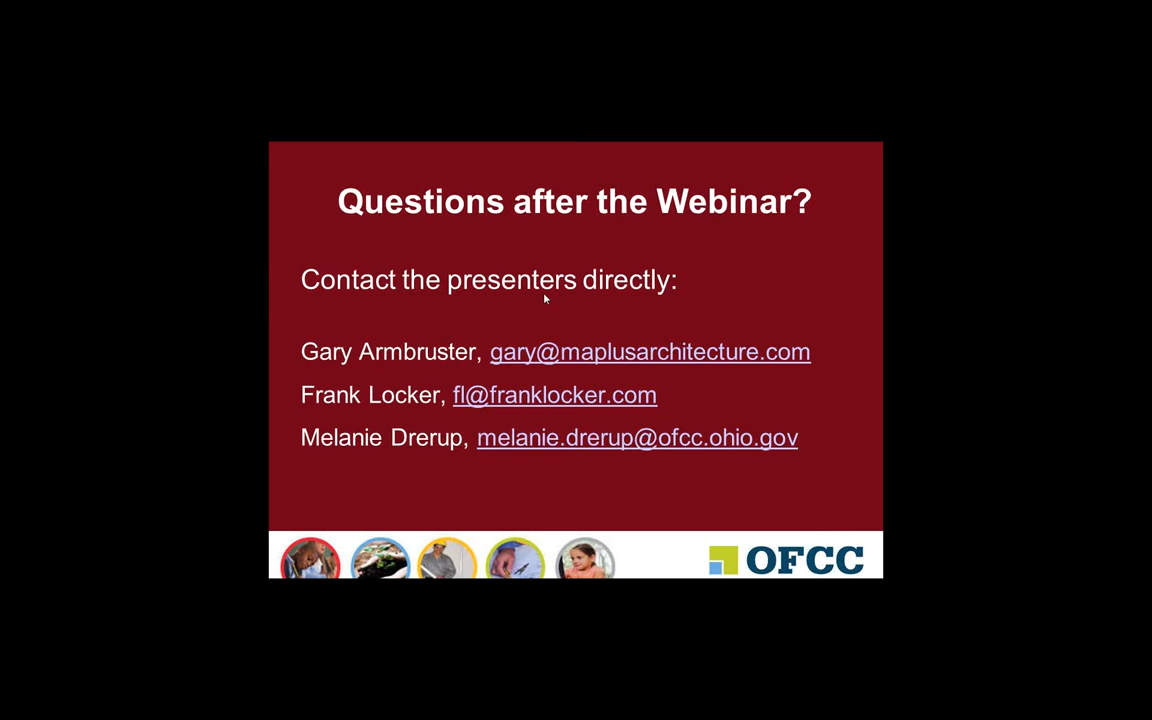 Questions after the Webinar?
Contact the presenters directly:
Gary Armbruster, gary@maplusarchitecture.com
Frank Locker, fl@franklocker.com
Melanie Drerup, melanie.drerup@ofcc.ohio.gov
OFCC